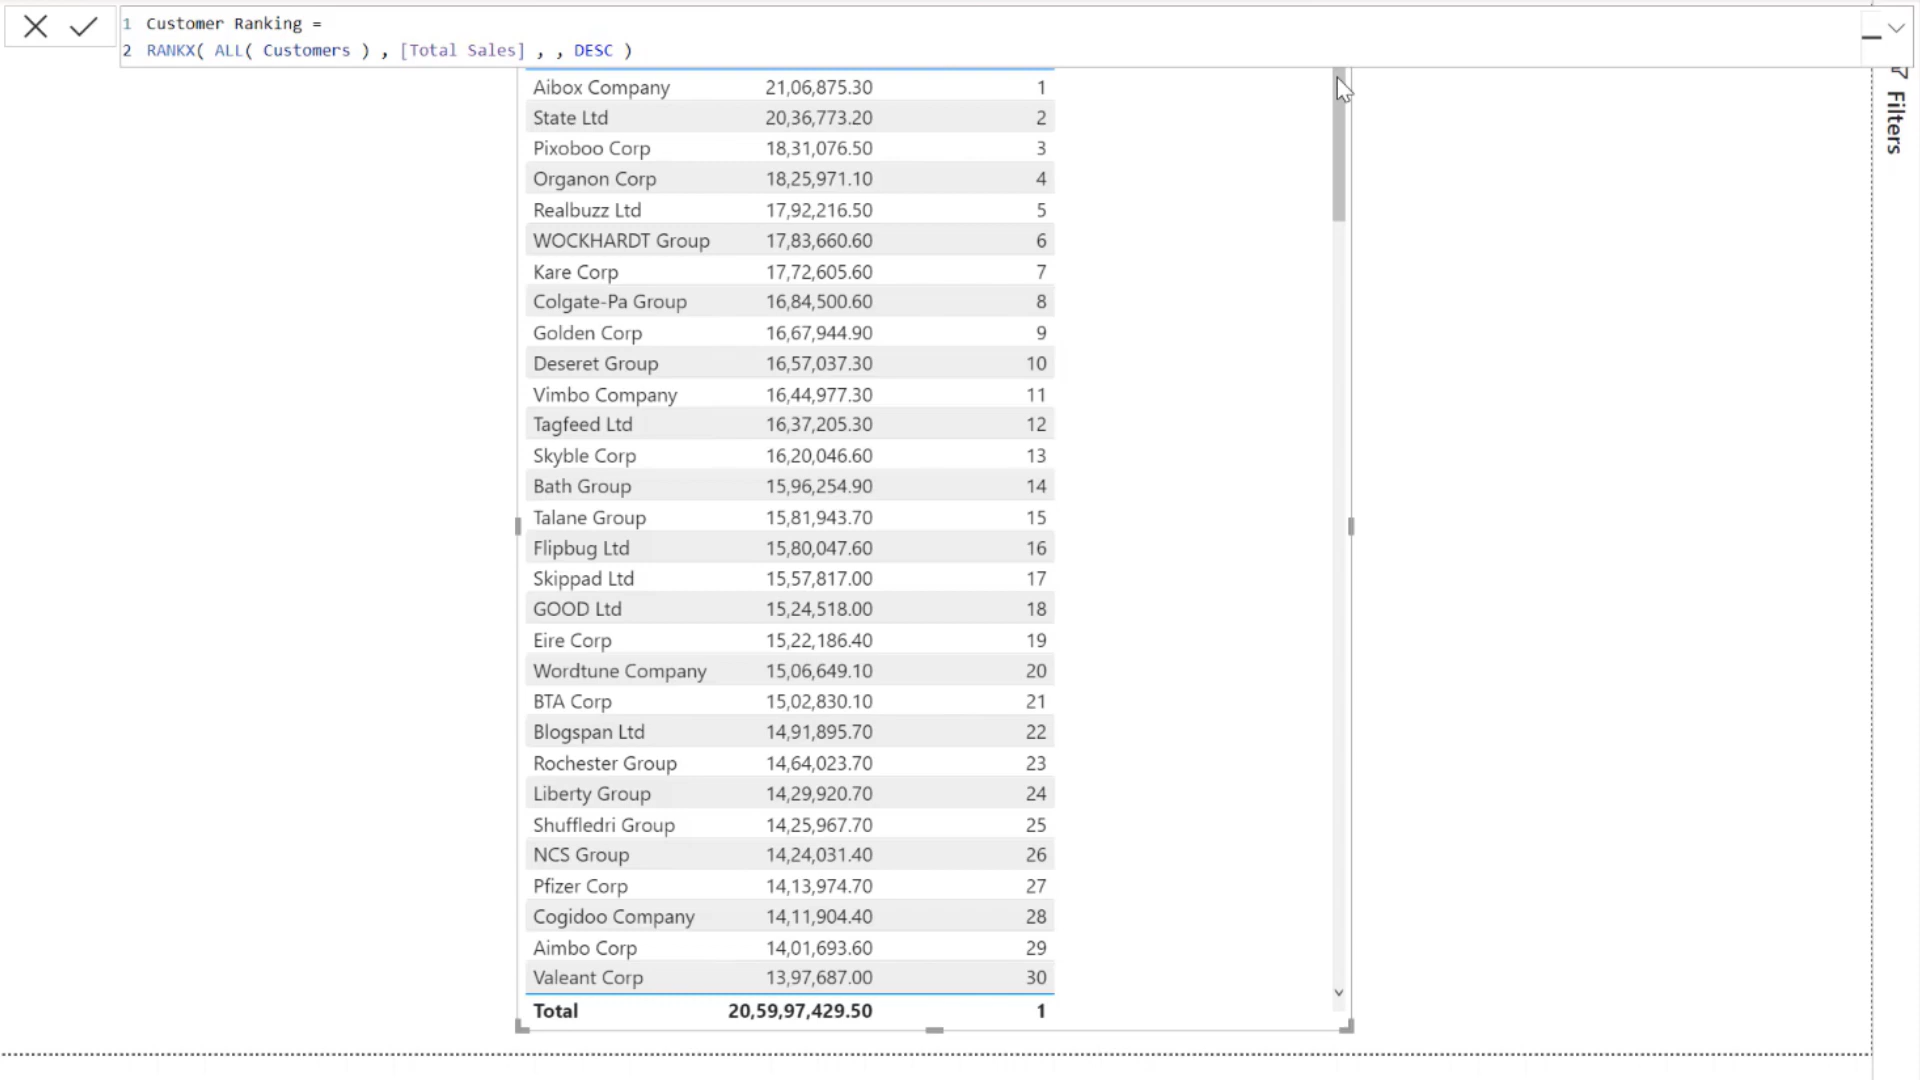 1 Customer Ranking =
2 RANKX( ALL( Customers ) , [Total Sales] , , DESC )
Filters
Aibox Company 21,06,875.30 1
State Ltd 20,36,773.20 2
Pixoboo Corp 18,31,076.50 3
Organon Corp 18,25,971.10 4
Realbuzz Ltd 17,92,216.50 5
WOCKHARDT Group 17,83,660.60 6
Kare Corp 17,72,605.60 7
Colgate-Pa Group 16,84,500.60 8
Golden Corp 16,67,944.90 9
Deseret Group 16,57,037.30 10
Vimbo Company 16,44,977.30 11
Tagfeed Ltd 16,37,205.30 12
Skyble Corp 16,20,046.60 13
Bath Group 15,96,254.90 14
Talane Group 15,81,943.70 15
Flipbug Ltd 15,80,047.60 16
Skippad Ltd 15,57,817.00 17
GOOD Ltd 15,24,518.00 18
Eire Corp 15,22,186.40 19
Wordtune Company 15,06,649.10 20
BTA Corp 15,02,830.10 21
Blogspan Ltd 14,91,895.70 22
Rochester Group 14,64,023.70 23
Liberty Group 14,29,920.70 24
Shuffledri Group 14,25,967.70 25
NCS Group 14,24,031.40 26
Pfizer Corp 14,13,974.70 27
Cogidoo Company 14,11,904.40 28
Aimbo Corp 14,01,693.60 29
Valeant Corp 13,97,687.00 30
Total 20,59,97,429.50 1